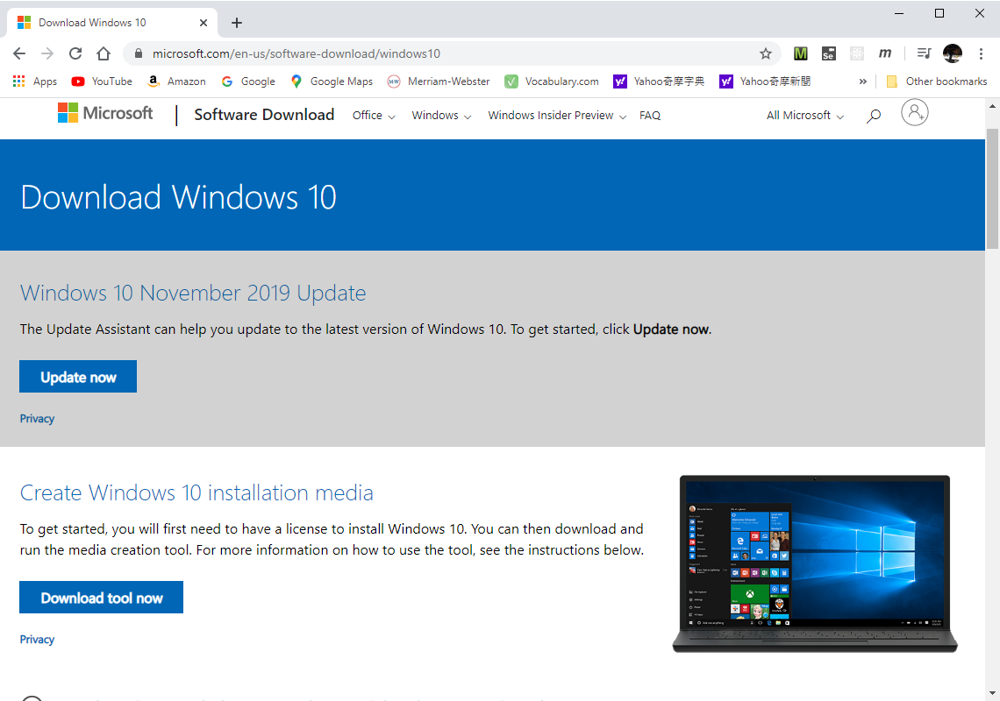 Download Windows 10
microsoft.com/en-us/software-download/windows10
Apps YouTube Amazon Google Google Maps Merriam-Webster Vocabulary.com Yahoo奇摩字典 Yahoo奇摩新聞 » Other bookmarks
Microsoft Software Download Office Windows Windows Insider Preview FAQ All Microsoft
Download Windows 10
Windows 10 November 2019 Update
The Update Assistant can help you update to the latest version of Windows 10. To get started, click Update now.
Update now
Privacy
Create Windows 10 installation media
To get started, you will first need to have a license to install Windows 10. You can then download and
run the media creation tool. For more information on how to use the tool, see the instructions below.
Download tool now
Privacy